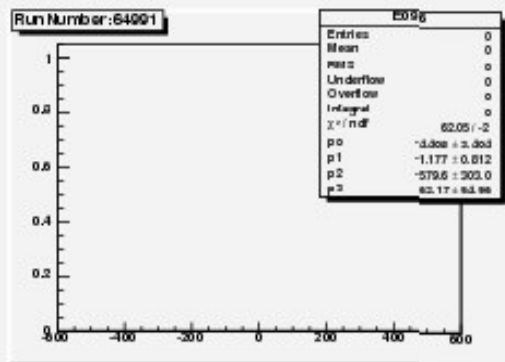 Run Number:64991
E096
Entries 0
Mean 0
RMS 0
Underflow 0
Overflow 0
Integral 0
χ²/ndf 62.05/-2
p0
p1 -1.177 ± 0.812
p2 -579.6 ± 303.0
p3
1
0.8
0.6
0.4
0.2
0
-600 -400 -200 0 200 400 600